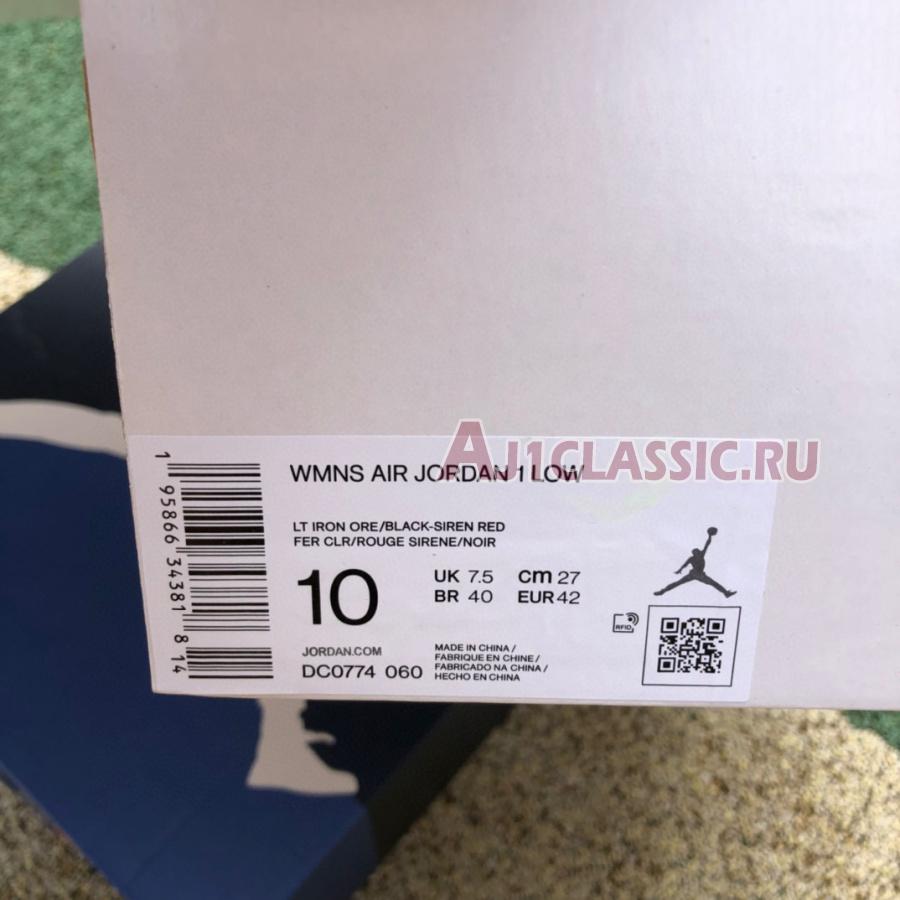 WMNS AIR JORDAN 1 LOW
AJ1CLASSIC.RU
LT IRON ORE/BLACK-SIREN RED
FER CLR/ROUGE SIRENE/NOIR
10
UK 7.5 cm 27
BR 40 EUR 42
RFID
JORDAN.COM
DC0774 060
MADE IN CHINA /
FABRIQUE EN CHINE /
FABRICADO NA CHINA /
HECHO EN CHINA
1 95866 34381 8 14